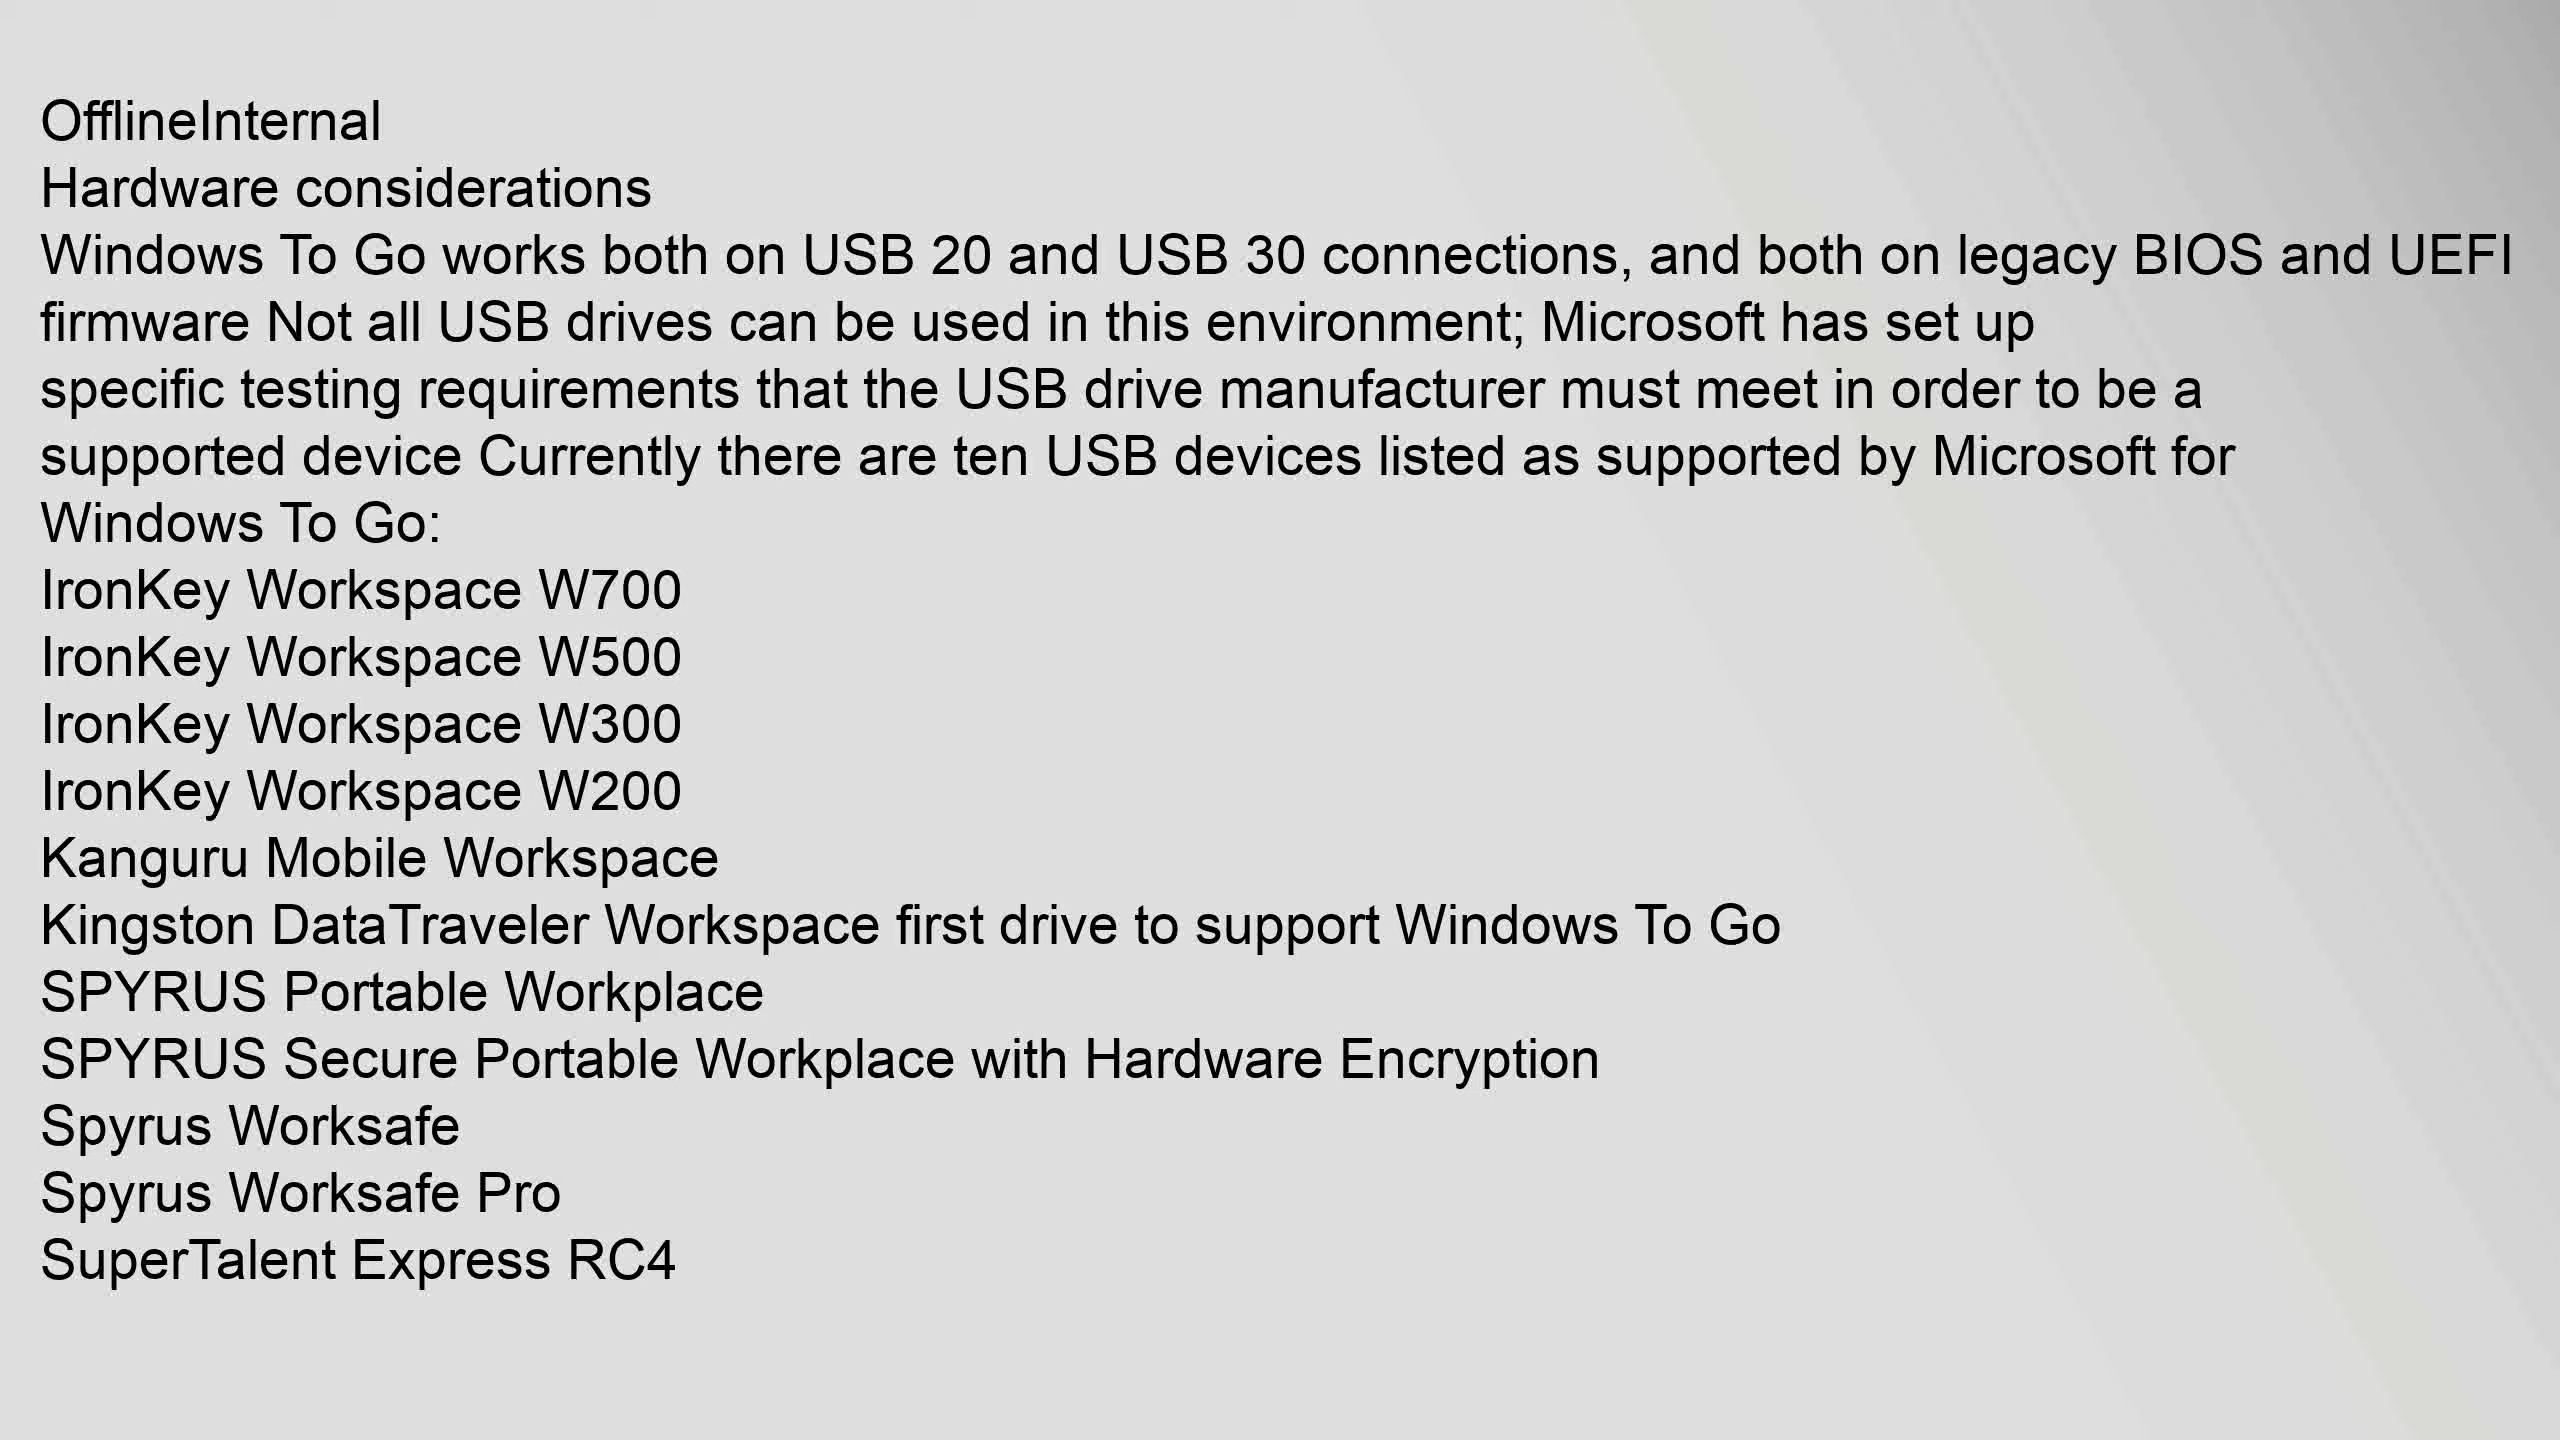 OfflineInternal
Hardware considerations
Windows To Go works both on USB 20 and USB 30 connections, and both on legacy BIOS and UEFI
firmware Not all USB drives can be used in this environment; Microsoft has set up
specific testing requirements that the USB drive manufacturer must meet in order to be a
supported device Currently there are ten USB devices listed as supported by Microsoft for
Windows To Go:
IronKey Workspace W700
IronKey Workspace W500
IronKey Workspace W300
IronKey Workspace W200
Kanguru Mobile Workspace
Kingston DataTraveler Workspace first drive to support Windows To Go
SPYRUS Portable Workplace
SPYRUS Secure Portable Workplace with Hardware Encryption
Spyrus Worksafe
Spyrus Worksafe Pro
SuperTalent Express RC4